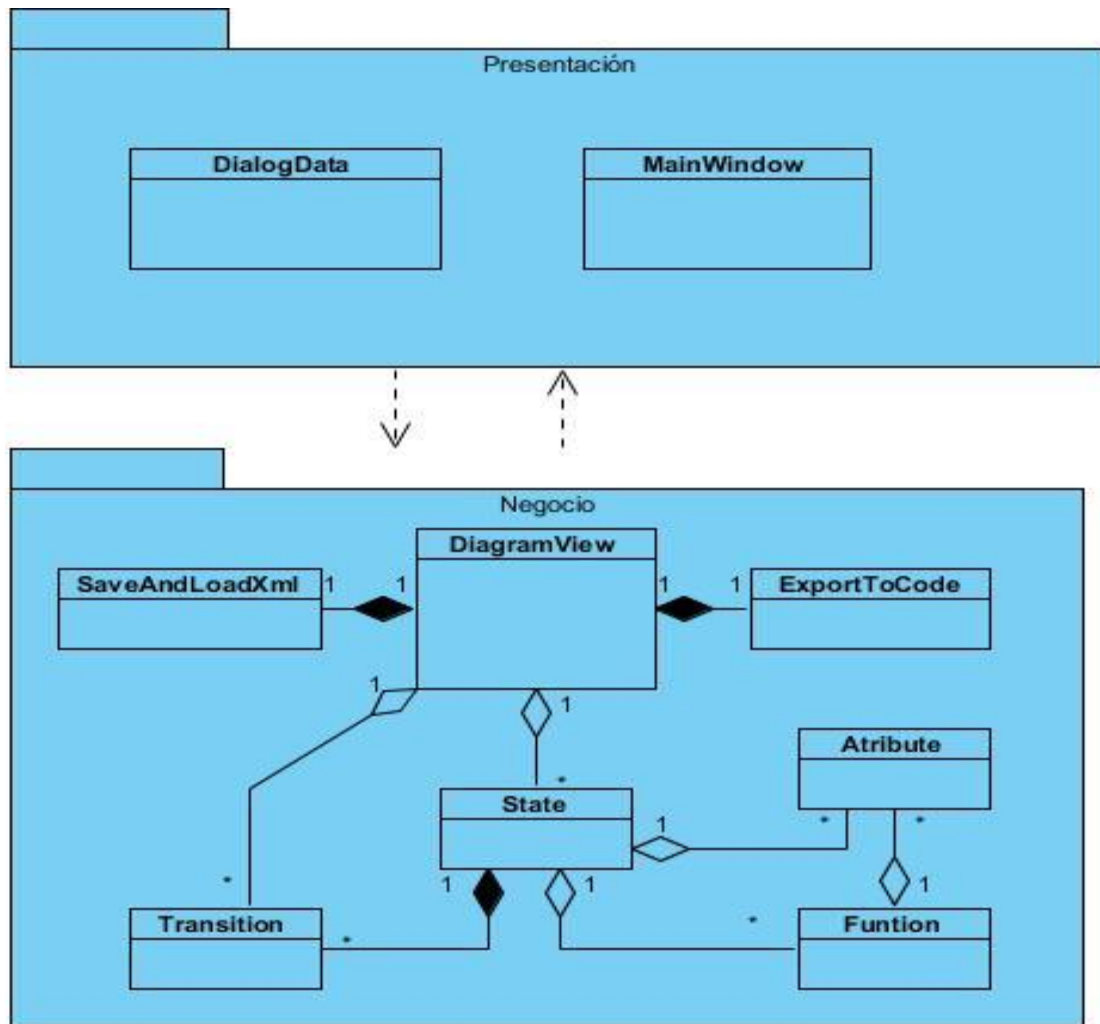 Presentación
DialogData
MainWindow
Negocio
DiagramView
SaveAndLoadXml
1
1
1
1
ExportToCode
1
1
*
Atribute
State
1
*
*
1
1
1
*
*
*
Transition
Funtion